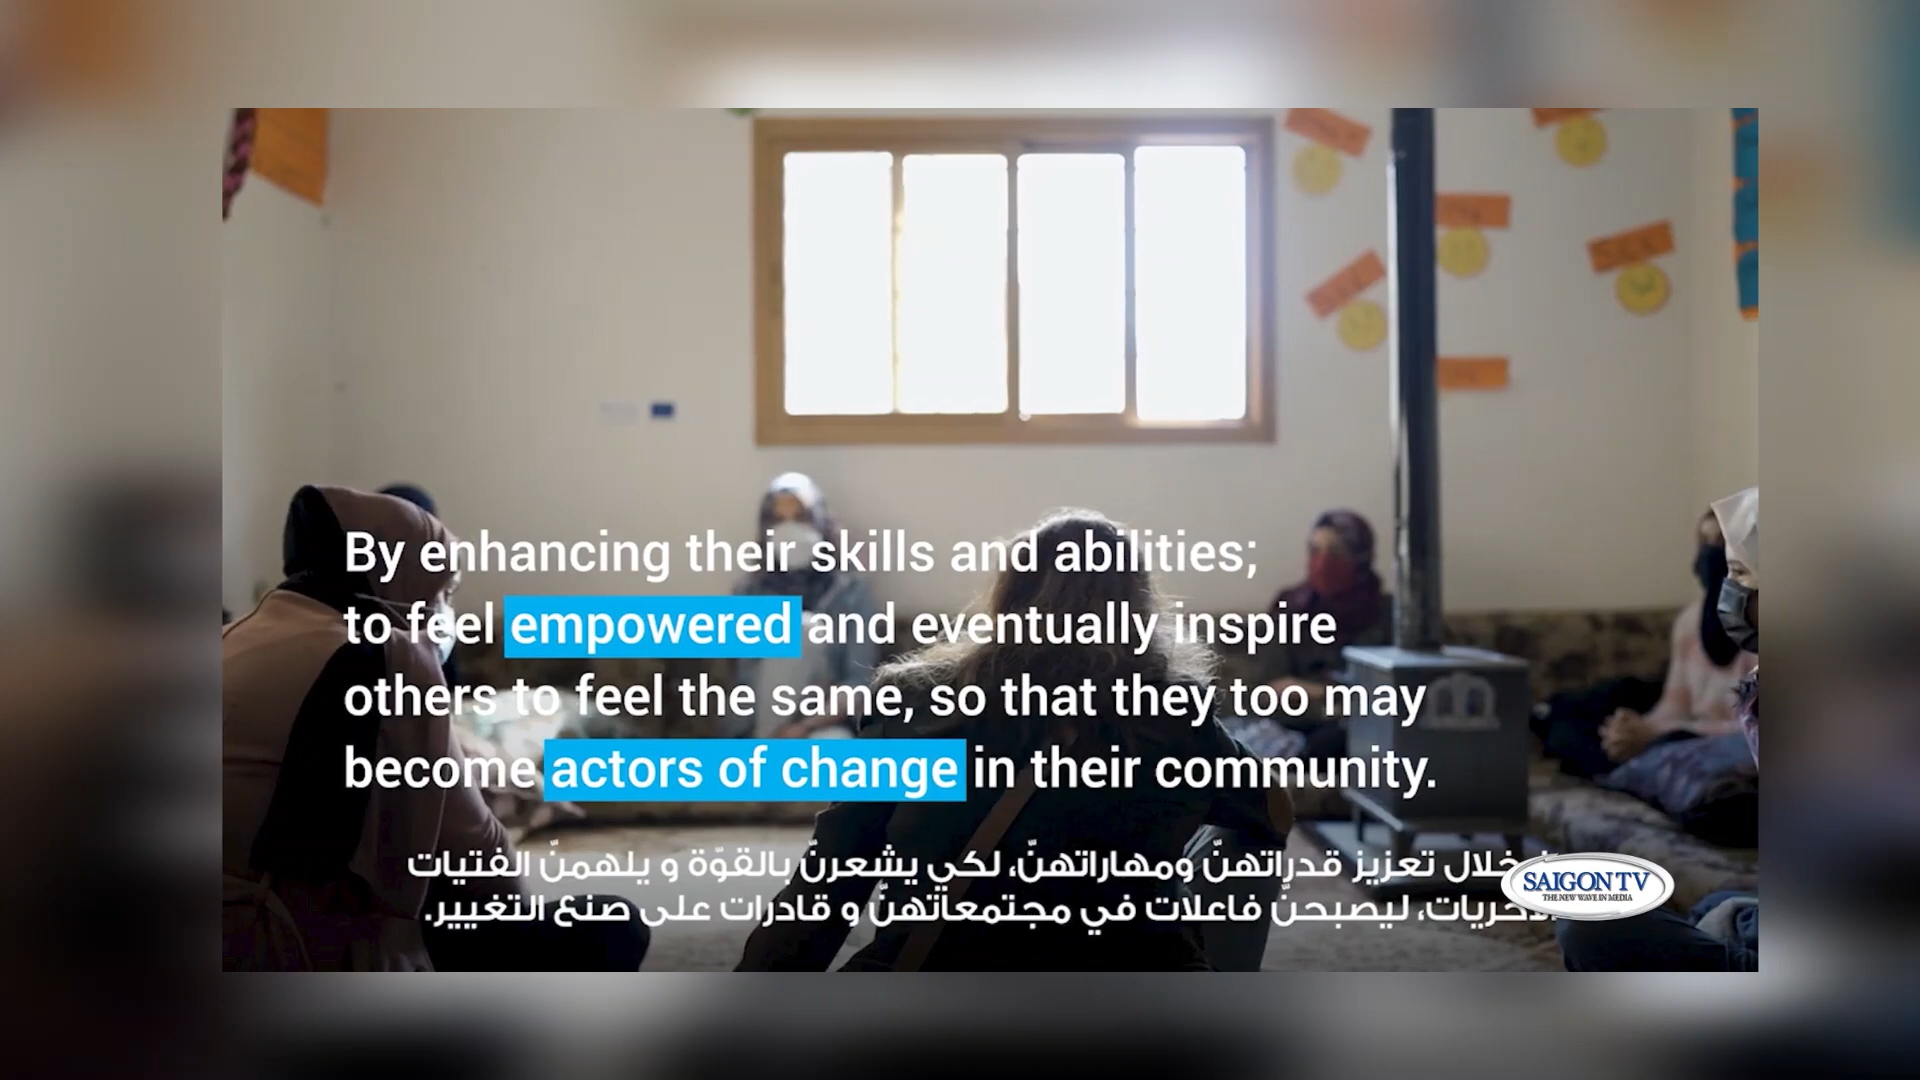 By enhancing their skills and abilities;
to feel empowered and eventually inspire
others to feel the same, so that they too may
become actors of change in their community.
خلال تعزيز قدراتهنّ ومهاراتهنّ، لكي يشعرنّ بالقوّة و يلهمنّ الفتيات
الأخريات، ليصبحنّ فاعلات في مجتمعاتهنّ و قادرات على صنع التغيير.
SAIGON TV
THE NEW WAVE IN MEDIA